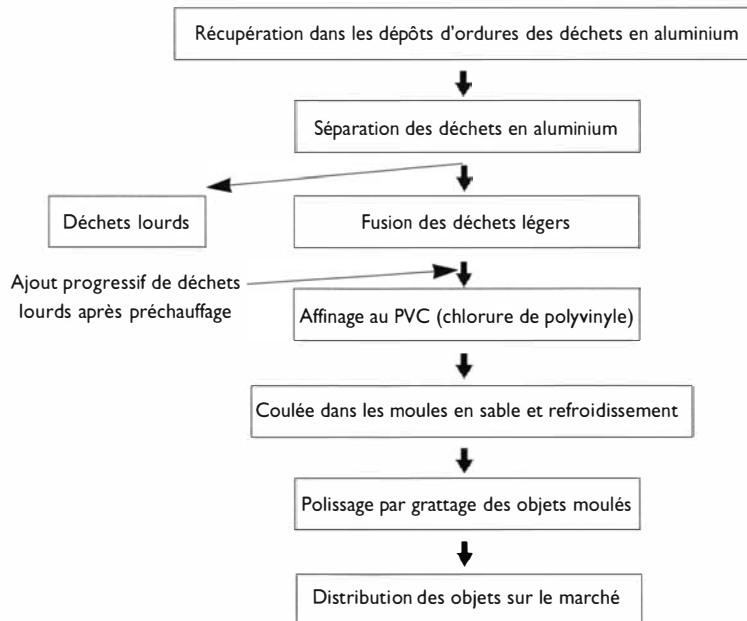 Récupération dans les dépôts d'ordures des déchets en aluminium
Séparation des déchets en aluminium
Déchets lourds
Fusion des déchets légers
Ajout progressif de déchets
lourds après préchauffage
Affinage au PVC (chlorure de polyvinyle)
Coulée dans les moules en sable et refroidissement
Polissage par grattage des objets moulés
Distribution des objets sur le marché